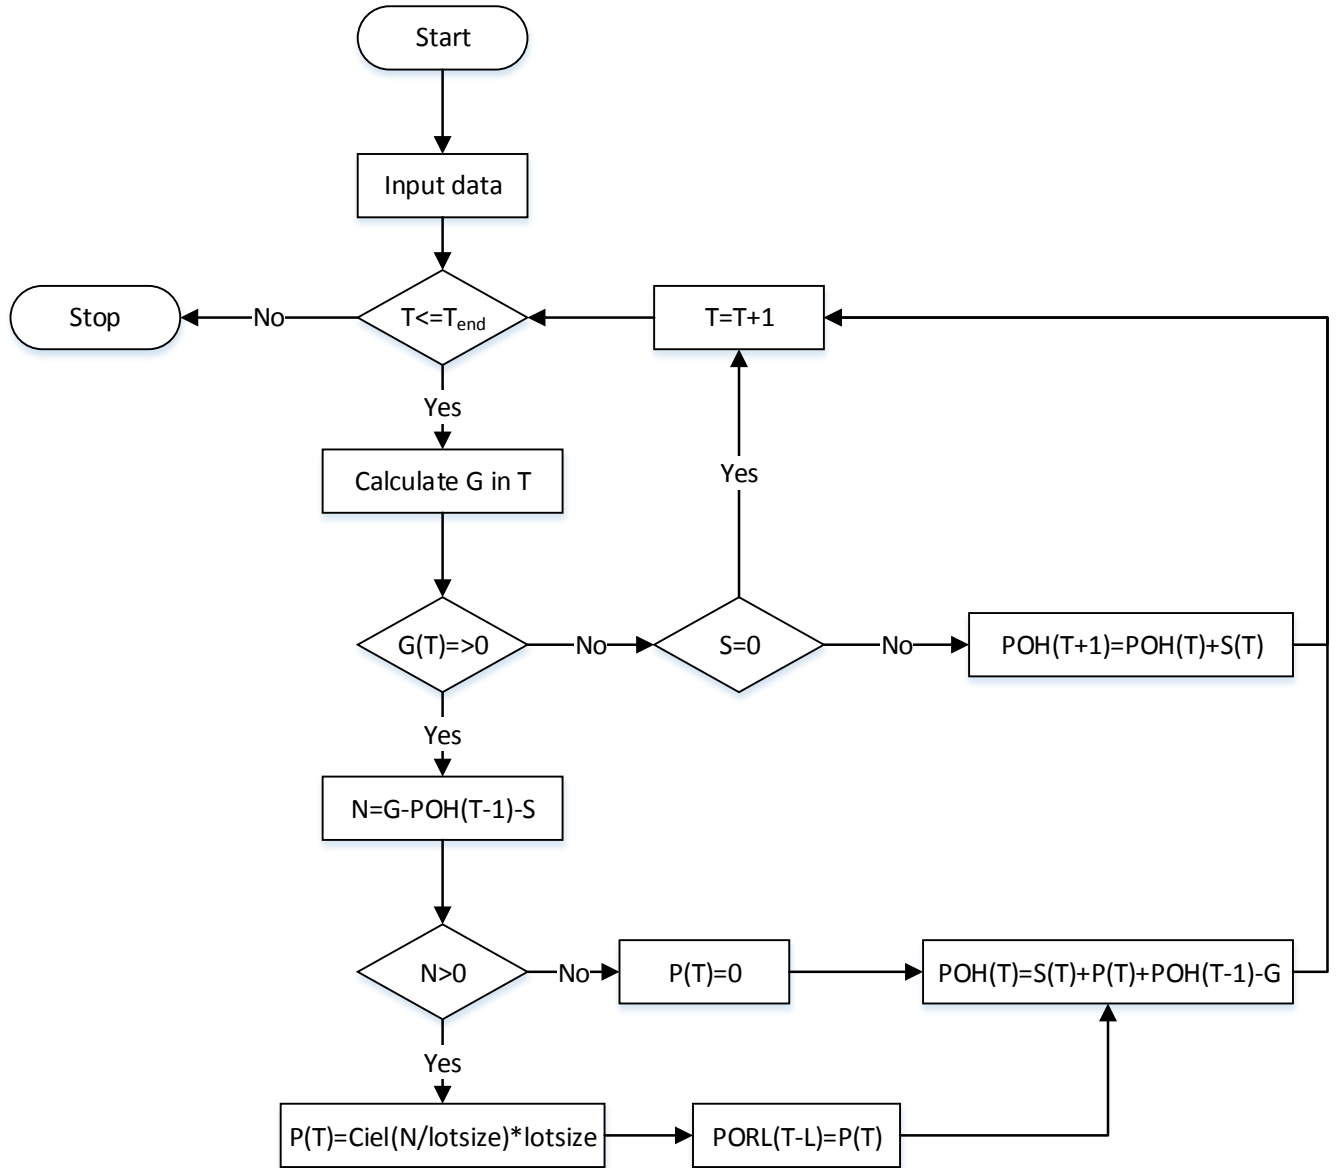 Start
Input data
Stop
No
T<=Tend
T=T+1
Yes
Calculate G in T
Yes
G(T)=>0
No
S=0
No
POH(T+1)=POH(T)+S(T)
Yes
N=G-POH(T-1)-S
N>0
No
P(T)=0
POH(T)=S(T)+P(T)+POH(T-1)-G
Yes
P(T)=Ciel(N/lotsize)*lotsize
PORL(T-L)=P(T)